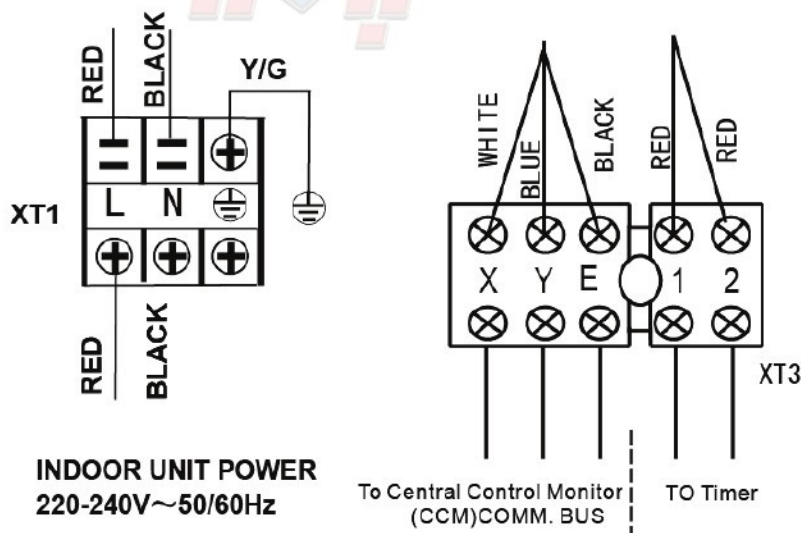 RED
BLACK
Y/G
L N
XT1
RED
BLACK
INDOOR UNIT POWER
220-240V～50/60Hz
WHITE
BLUE
BLACK
RED
RED
X Y E 1 2
XT3
To Central Control Monitor
(CCM)COMM. BUS
TO Timer